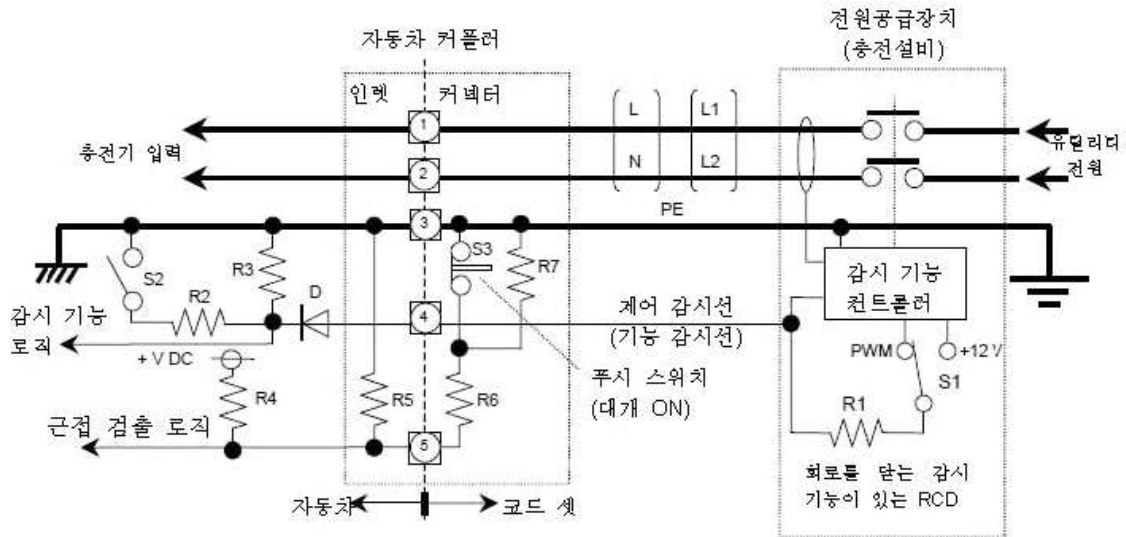 전원공급장치
(충전설비)
자동차 커플러
인렛 커넥터
1
L L1
충전기 입력
유틸리티
전원
2
N L2
3
PE
S3
S2
R3
R7
D
R2
4
제어 감시선
(기능 감시선)
감시 기능
컨트롤러
감시 기능
로직
+ V DC
PWM +12 V
S1
푸시 스위치
(대개 ON)
R4
R5
R6
R1
근접 검출 로직
5
회로를 닫는 감시
기능이 있는 RCD
자동차 코드 셋